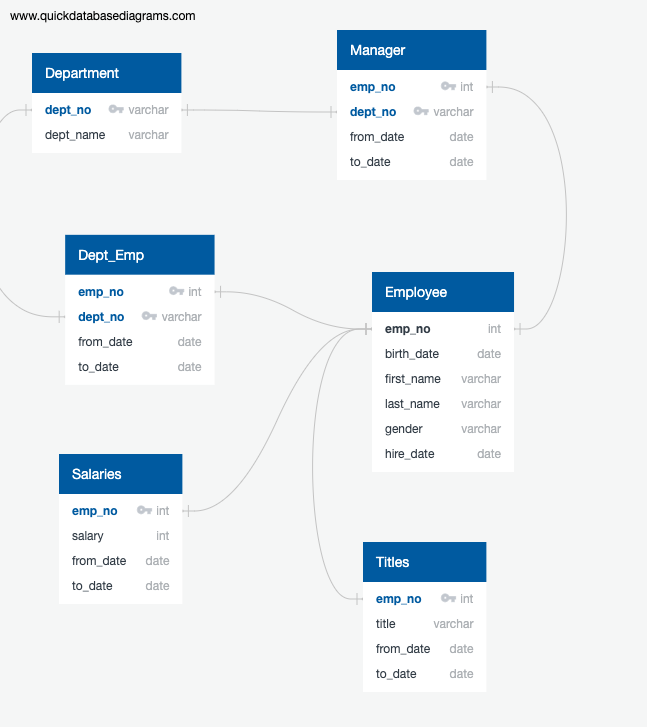 www.quickdatabasediagrams.com
Department
dept_no varchar
dept_name varchar
Manager
emp_no int
dept_no varchar
from_date date
to_date date
Dept_Emp
emp_no int
dept_no varchar
from_date date
to_date date
Employee
emp_no int
birth_date date
first_name varchar
last_name varchar
gender varchar
hire_date date
Salaries
emp_no int
salary int
from_date date
to_date date
Titles
emp_no int
title varchar
from_date date
to_date date